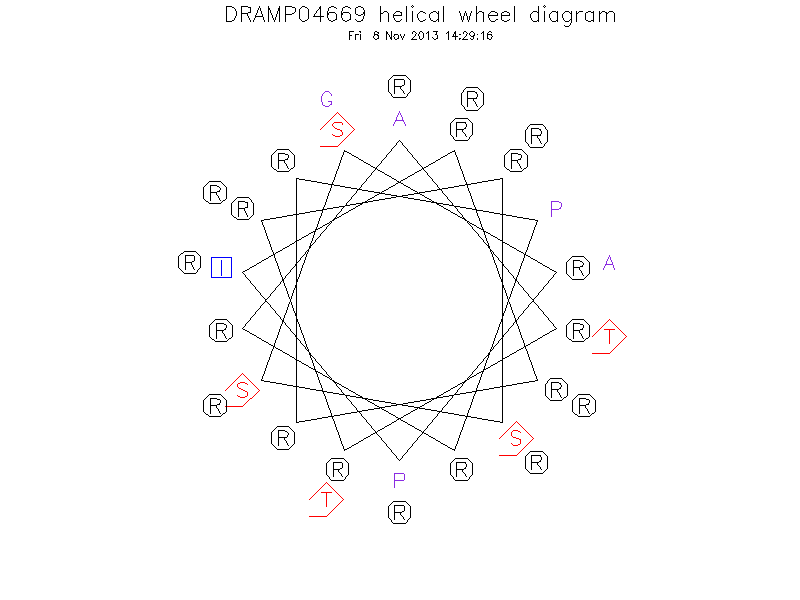 DRAMP04669 helical wheel diagram
Fri 8 Nov 2013 14:29:16
R
G R
S A R
R R R
R
R P
R I R A
R R T
S R
R R
R S
R R
T P
R